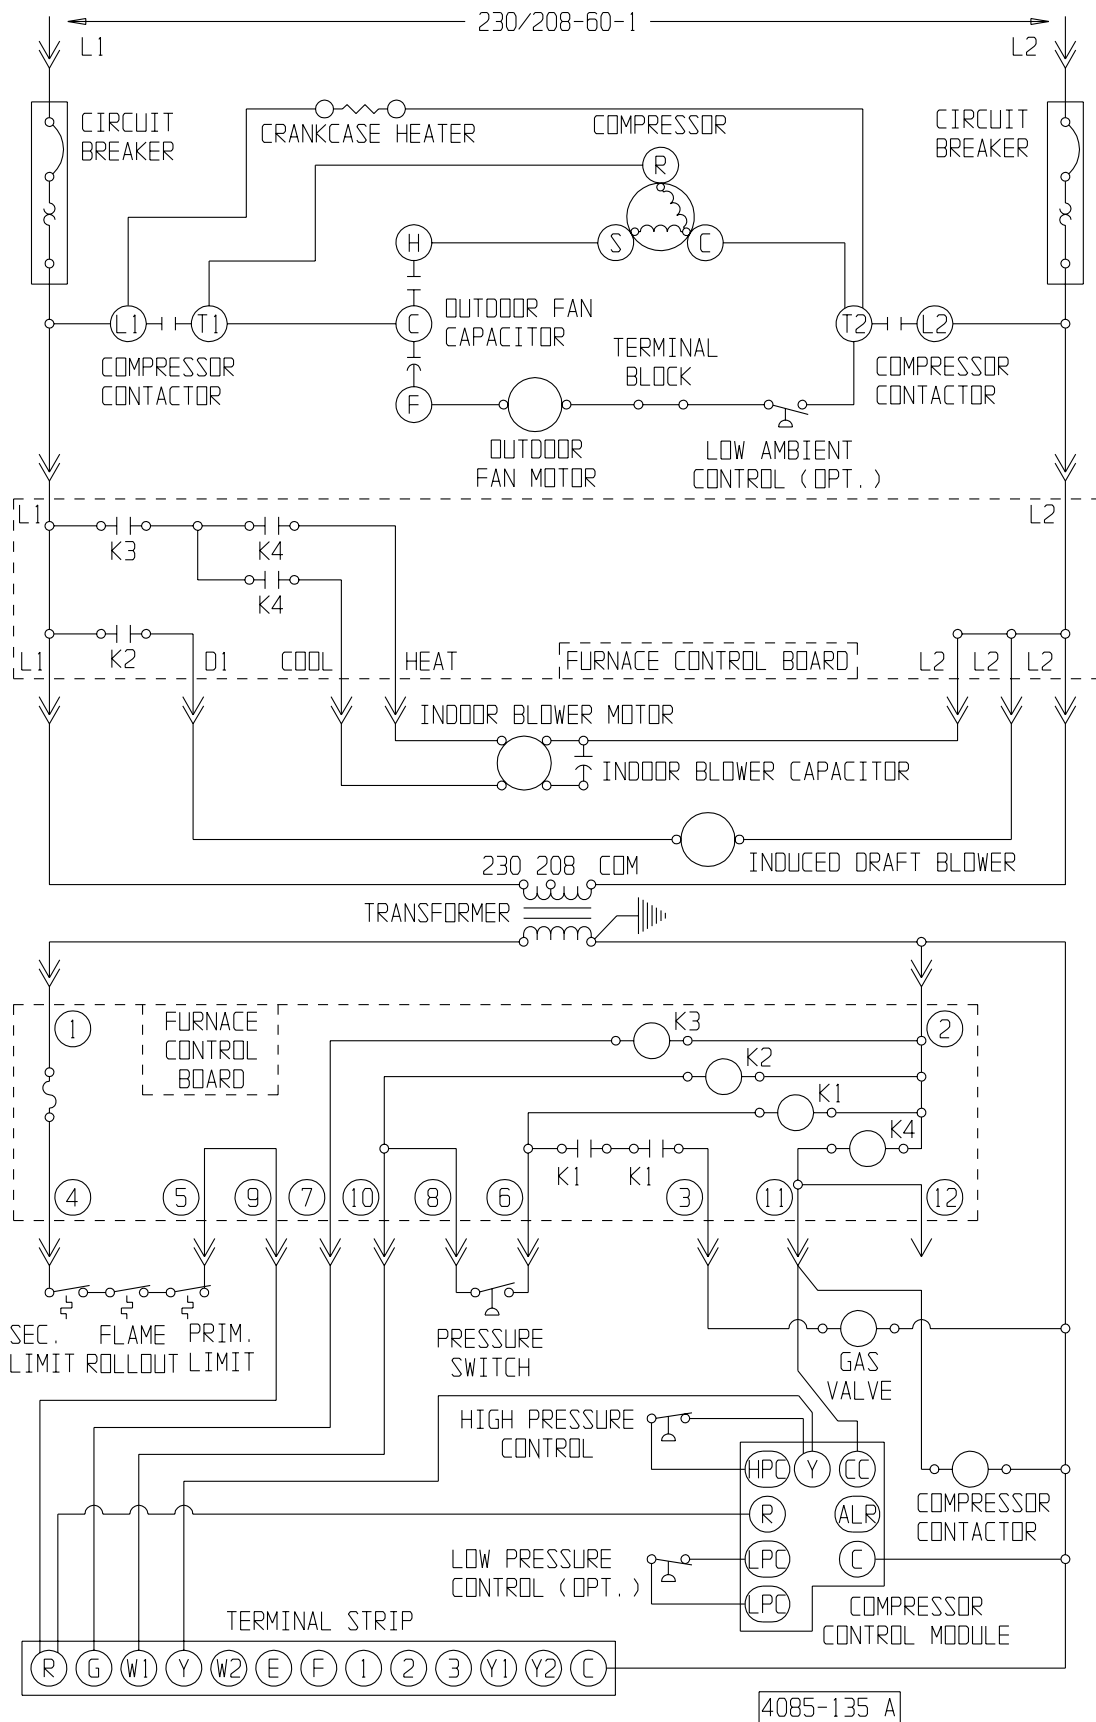 230/208-60-1
L1
L2
CIRCUIT
BREAKER
CRANKCASE HEATER
COMPRESSOR
CIRCUIT
BREAKER
R
H
S
C
L1
T1
C
OUTDOOR FAN
CAPACITOR
T2
L2
COMPRESSOR
CONTACTOR
TERMINAL
BLOCK
COMPRESSOR
CONTACTOR
F
OUTDOOR
FAN MOTOR
LOW AMBIENT
CONTROL (OPT.)
L1
L2
K3
K4
K4
L1
K2
D1
COOL
HEAT
FURNACE CONTROL BOARD
L2
L2
L2
INDOOR BLOWER MOTOR
INDOOR BLOWER CAPACITOR
INDUCED DRAFT BLOWER
230 208 COM
TRANSFORMER
1
FURNACE
CONTROL
BOARD
K3
2
K2
K1
K4
K1
K1
4
5
9
7
10
8
6
3
11
12
SEC.
LIMIT
FLAME
ROLLOUT
PRIM.
LIMIT
PRESSURE
SWITCH
GAS
VALVE
HIGH PRESSURE
CONTROL
HPC
Y
CC
COMPRESSOR
CONTACTOR
R
ALR
LOW PRESSURE
CONTROL (OPT.)
LPC
C
LPC
COMPRESSOR
CONTROL MODULE
TERMINAL STRIP
R G W1 Y W2 E F 1 2 3 Y1 Y2 C
4085-135 A